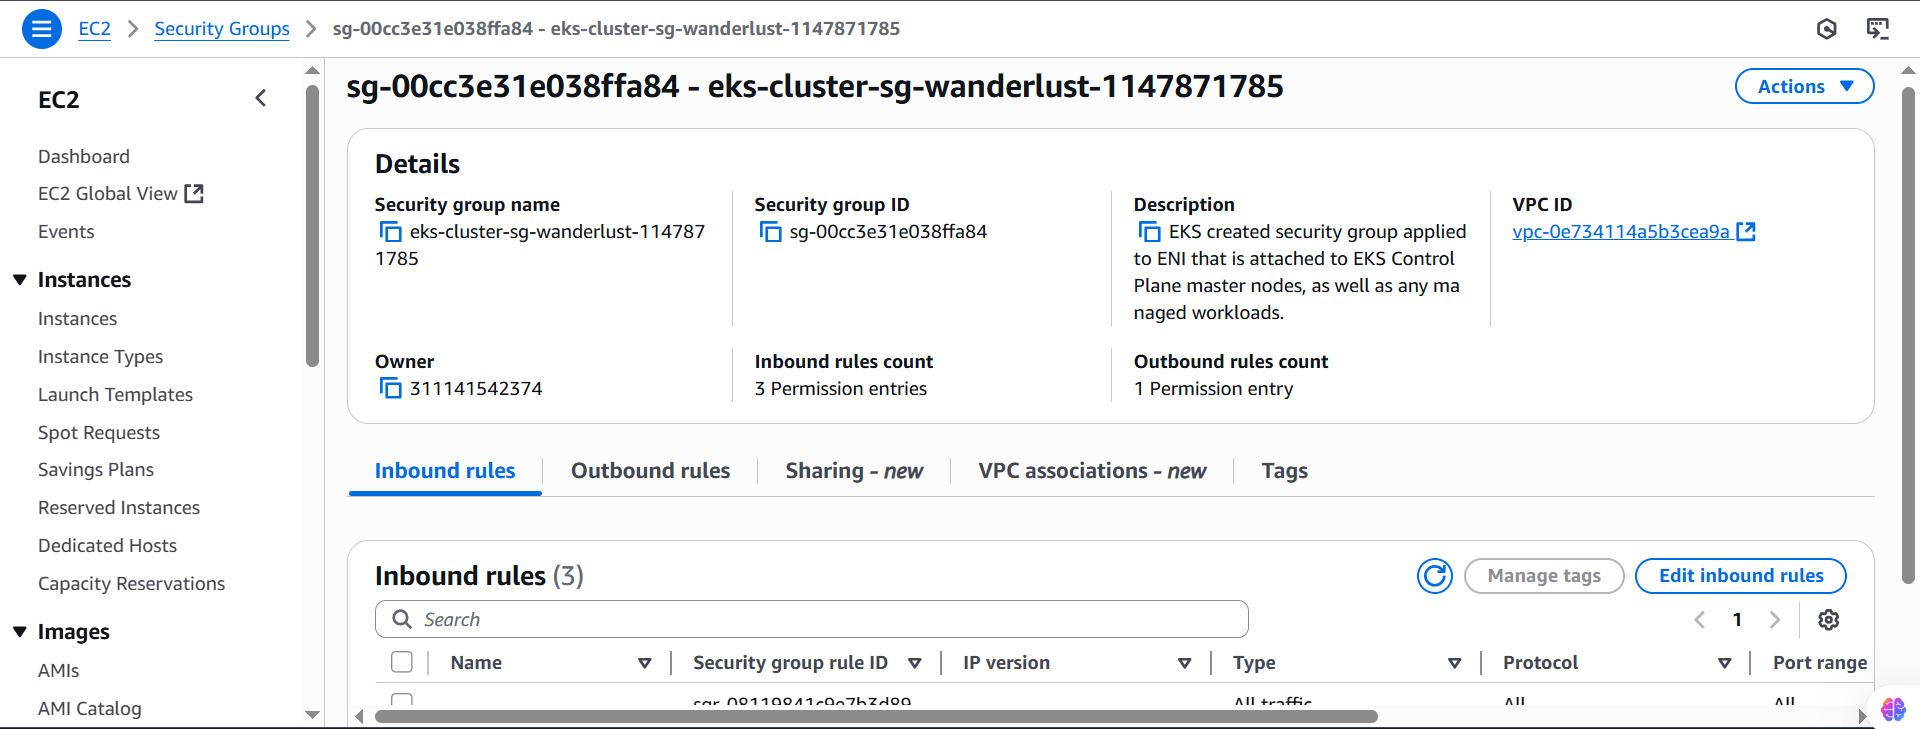 EC2 > Security Groups > sg-00cc3e31e038ffa84 - eks-cluster-sg-wanderlust-1147871785
EC2
Dashboard
EC2 Global View
Events
Instances
Instances
Instance Types
Launch Templates
Spot Requests
Savings Plans
Reserved Instances
Dedicated Hosts
Capacity Reservations
Images
AMIs
AMI Catalog
sg-00cc3e31e038ffa84 - eks-cluster-sg-wanderlust-1147871785
Actions
Details
Security group name
eks-cluster-sg-wanderlust-114787
1785
Security group ID
sg-00cc3e31e038ffa84
Description
EKS created security group applied
to ENI that is attached to EKS Control
Plane master nodes, as well as any ma
naged workloads.
VPC ID
vpc-0e734114a5b3cea9a
Owner
311141542374
Inbound rules count
3 Permission entries
Outbound rules count
1 Permission entry
Inbound rules
Outbound rules
Sharing - new
VPC associations - new
Tags
Inbound rules (3)
Manage tags
Edit inbound rules
Search
1
Name
Security group rule ID
IP version
Type
Protocol
Port range
sgr-08119841c9e7b3d89
All traffic
All
All